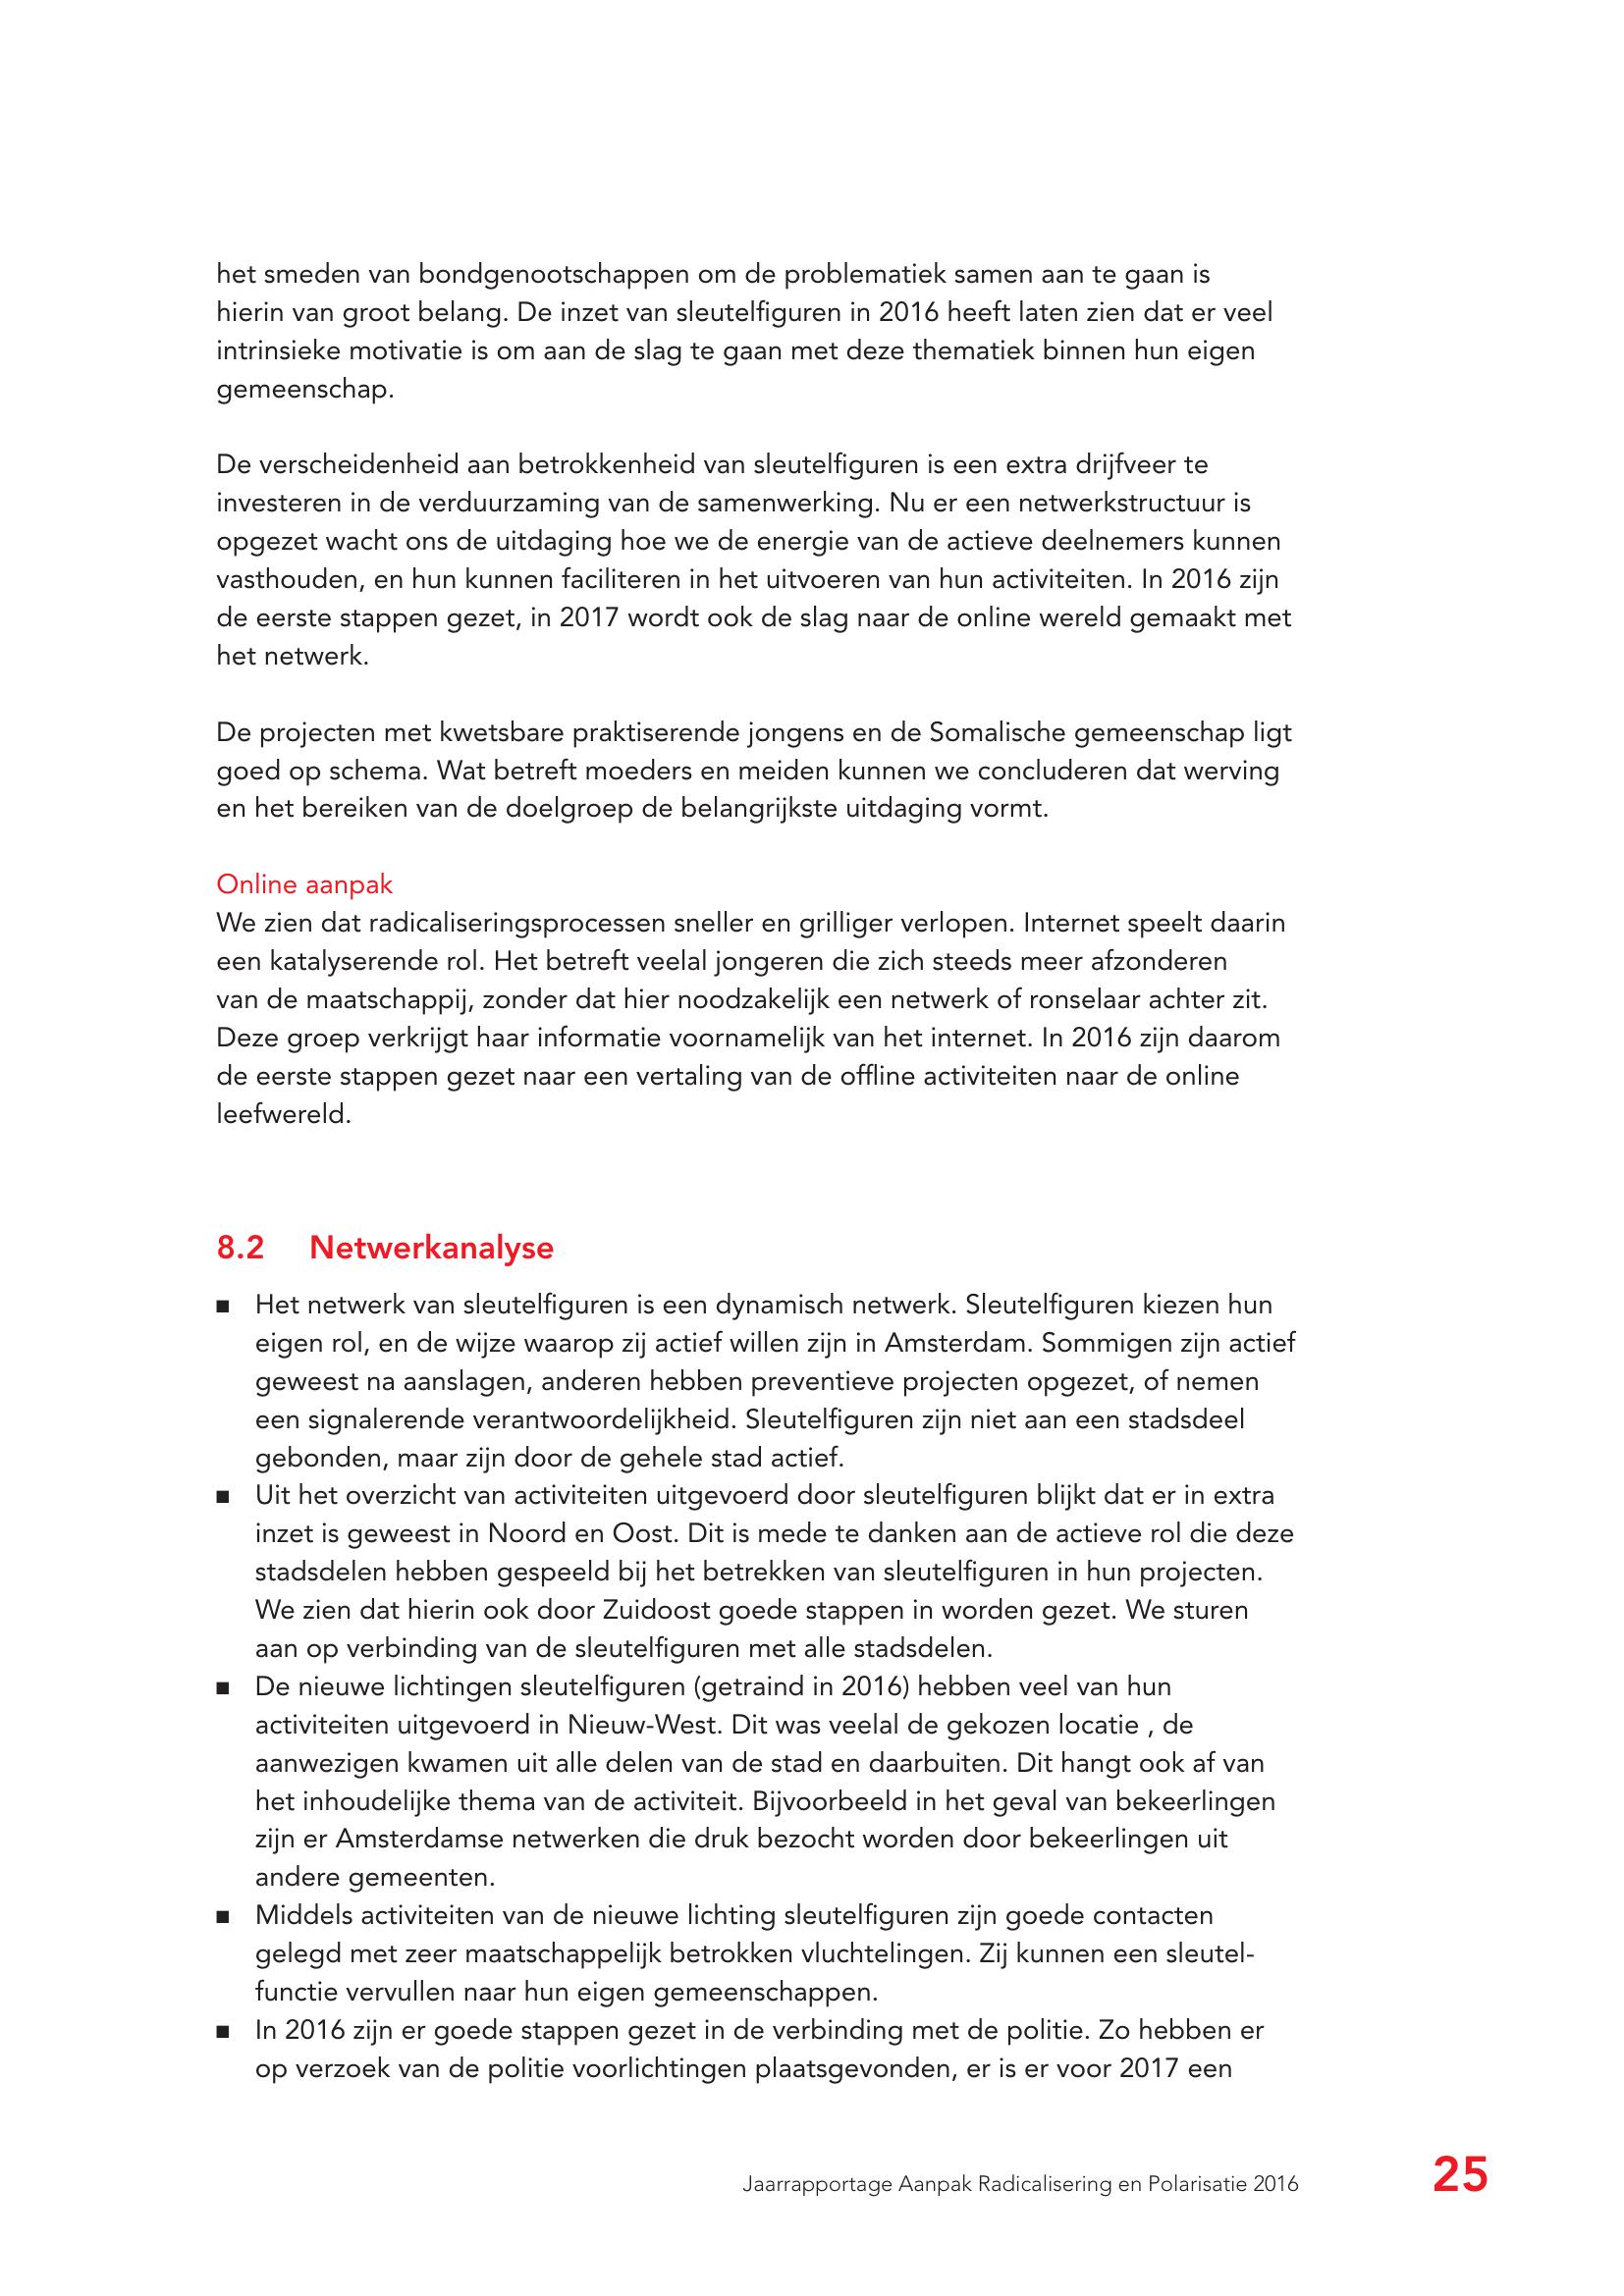 het smeden van bondgenootschappen om de problematiek samen aan te gaan is
hierin van groot belang. De inzet van sleutelfiguren in 2016 heeft laten zien dat er veel
intrinsieke motivatie is om aan de slag te gaan met deze thematiek binnen hun eigen
gemeenschap.
De verscheidenheid aan betrokkenheid van sleutelfiguren is een extra drijfveer te
investeren in de verduurzaming van de samenwerking. Nu er een netwerkstructuur is
opgezet wacht ons de uitdaging hoe we de energie van de actieve deelnemers kunnen
vasthouden, en hun kunnen faciliteren in het uitvoeren van hun activiteiten. In 2016 zijn
de eerste stappen gezet, in 2017 wordt ook de slag naar de online wereld gemaakt met
het netwerk.
De projecten met kwetsbare praktiserende jongens en de Somalische gemeenschap ligt
goed op schema. Wat betreft moeders en meiden kunnen we concluderen dat werving
en het bereiken van de doelgroep de belangrijkste uitdaging vormt.
Online aanpak
We zien dat radicaliseringsprocessen sneller en grilliger verlopen. Internet speelt daarin
een katalyserende rol. Het betreft veelal jongeren die zich steeds meer afzonderen
van de maatschappij, zonder dat hier noodzakelijk een netwerk of ronselaar achter zit.
Deze groep verkrijgt haar informatie voornamelijk van het internet. In 2016 zijn daarom
de eerste stappen gezet naar een vertaling van de offline activiteiten naar de online
leefwereld.
8.2 Netwerkanalyse
■ Het netwerk van sleutelfiguren is een dynamisch netwerk. Sleutelfiguren kiezen hun
eigen rol, en de wijze waarop zij actief willen zijn in Amsterdam. Sommigen zijn actief
geweest na aanslagen, anderen hebben preventieve projecten opgezet, of nemen
een signalerende verantwoordelijkheid. Sleutelfiguren zijn niet aan een stadsdeel
gebonden, maar zijn door de gehele stad actief.
■ Uit het overzicht van activiteiten uitgevoerd door sleutelfiguren blijkt dat er in extra
inzet is geweest in Noord en Oost. Dit is mede te danken aan de actieve rol die deze
stadsdelen hebben gespeeld bij het betrekken van sleutelfiguren in hun projecten.
We zien dat hierin ook door Zuidoost goede stappen in worden gezet. We sturen
aan op verbinding van de sleutelfiguren met alle stadsdelen.
■ De nieuwe lichtingen sleutelfiguren (getraind in 2016) hebben veel van hun
activiteiten uitgevoerd in Nieuw-West. Dit was veelal de gekozen locatie , de
aanwezigen kwamen uit alle delen van de stad en daarbuiten. Dit hangt ook af van
het inhoudelijke thema van de activiteit. Bijvoorbeeld in het geval van bekeerlingen
zijn er Amsterdamse netwerken die druk bezocht worden door bekeerlingen uit
andere gemeenten.
■ Middels activiteiten van de nieuwe lichting sleutelfiguren zijn goede contacten
gelegd met zeer maatschappelijk betrokken vluchtelingen. Zij kunnen een sleutel-
functie vervullen naar hun eigen gemeenschappen.
■ In 2016 zijn er goede stappen gezet in de verbinding met de politie. Zo hebben er
op verzoek van de politie voorlichtingen plaatsgevonden, er is er voor 2017 een
Jaarrapportage Aanpak Radicalisering en Polarisatie 2016 25